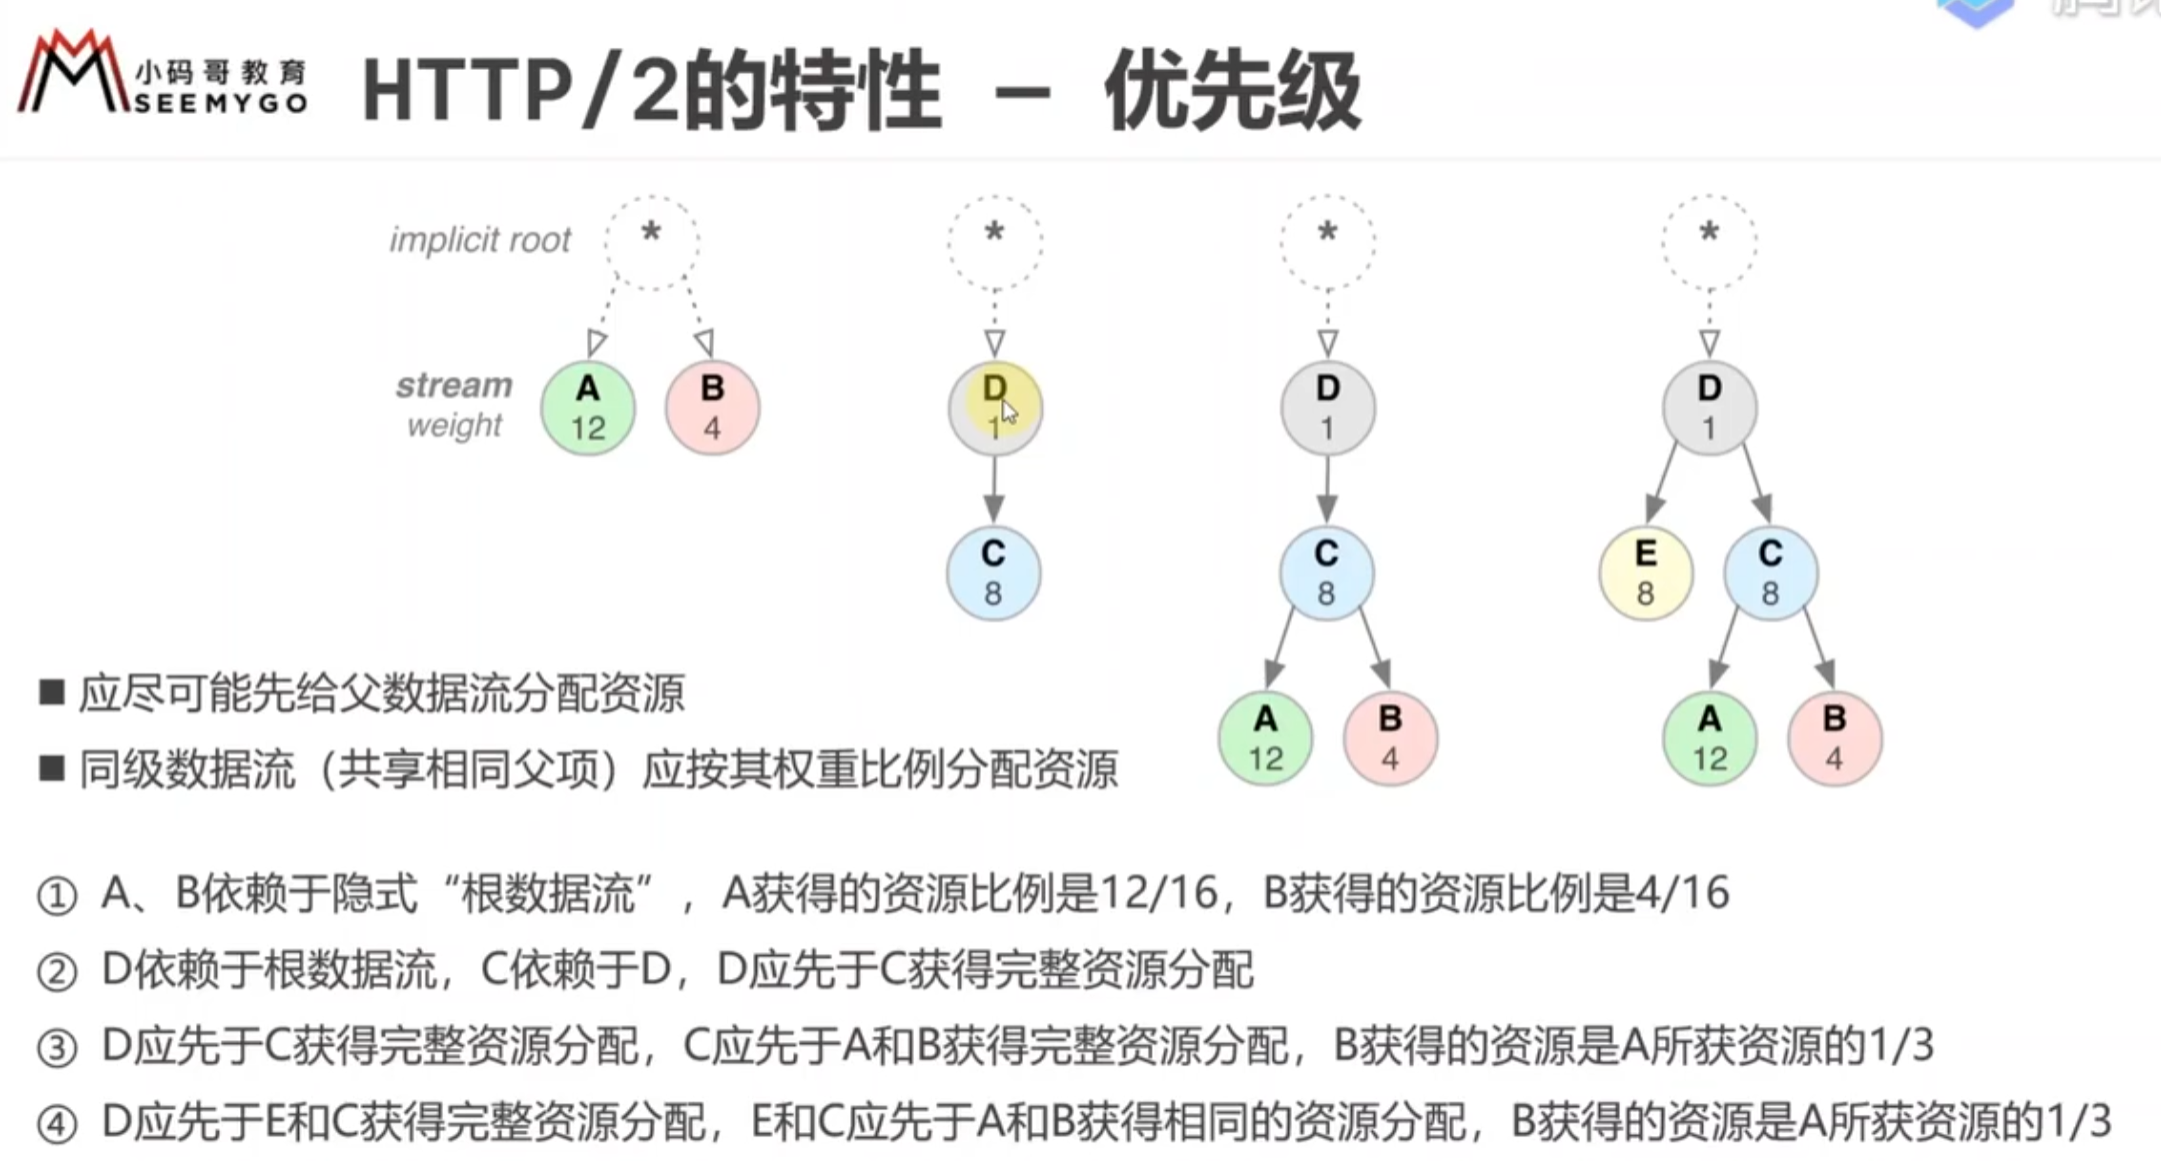 小码哥教育
SEEMYGO
HTTP/2的特性 – 优先级
implicit root
*
*
*
*
stream
weight
A
12
B
4
D
1
D
1
D
1
C
8
C
8
E
8
C
8
A
12
B
4
A
12
B
4
■ 应尽可能先给父数据流分配资源
■ 同级数据流（共享相同父项）应按其权重比例分配资源
① A、B依赖于隐式“根数据流”，A获得的资源比例是12/16，B获得的资源比例是4/16
② D依赖于根数据流，C依赖于D，D应先于C获得完整资源分配
③ D应先于C获得完整资源分配，C应先于A和B获得完整资源分配，B获得的资源是A所获资源的1/3
④ D应先于E和C获得完整资源分配，E和C应先于A和B获得相同的资源分配，B获得的资源是A所获资源的1/3